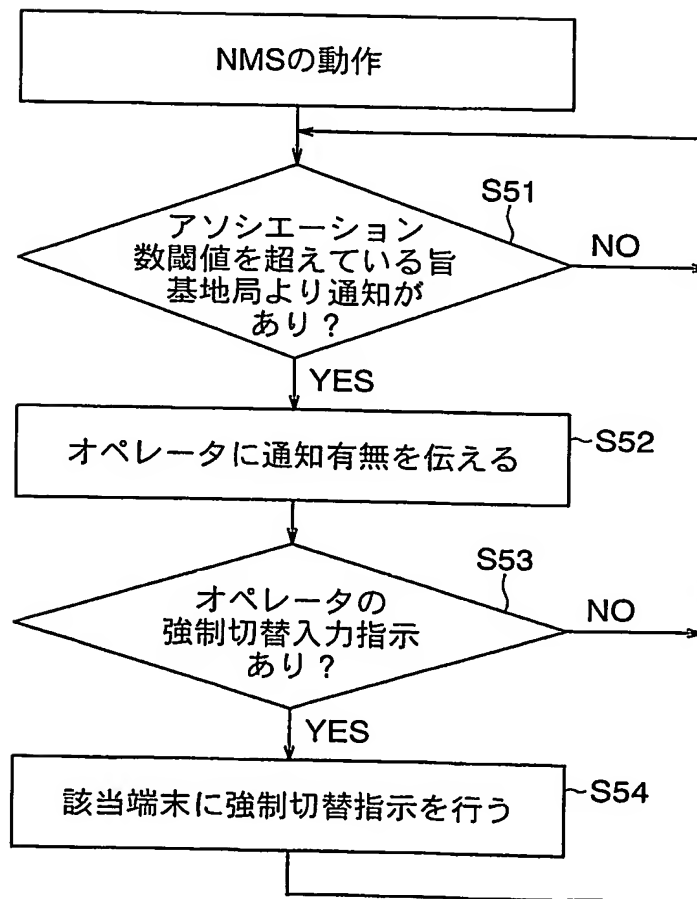 NMSの動作
S51
アソシエーション
数閾値を超えている旨
基地局より通知が
あり?
NO
YES
オペレータに通知有無を伝える
S52
S53
オペレータの
強制切替入力指示
あり?
NO
YES
該当端末に強制切替指示を行う
S54